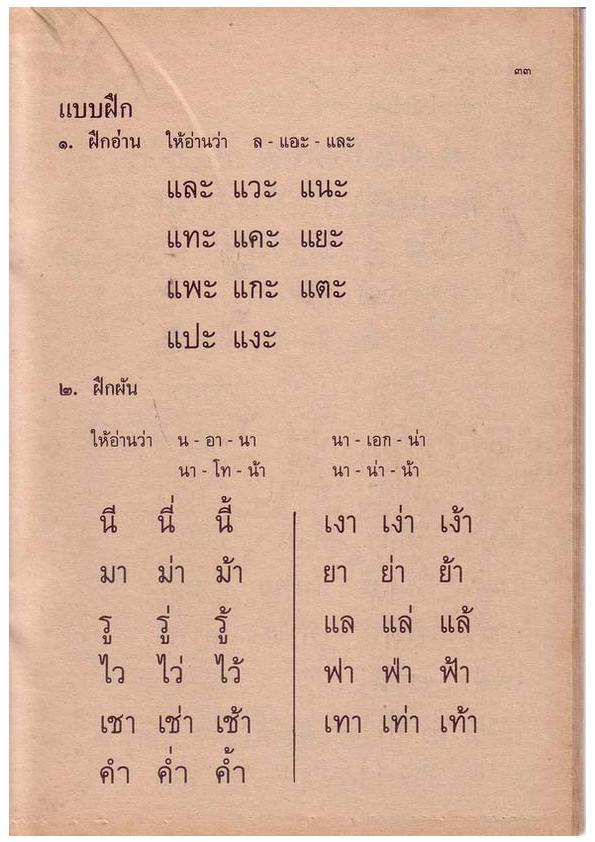 ๓๓
แบบฝึก
๑. ฝึกอ่าน ให้อ่านว่า ล - แอะ - และ
และ แวะ แนะ
แทะ แคะ แยะ
แพะ แกะ แตะ
แปะ แงะ
๒. ฝึกผัน
ให้อ่านว่า น - อา - นา นา - เอก - น่า
นา - โท - น้า นา - น่า - น้า
นี นี่ นี้ เงา เง่า เง้า
มา ม่า ม้า ยา ย่า ย้า
รู รู่ รู้ แล แล่ แล้
ไว ไว่ ไว้ ฟา ฟ่า ฟ้า
เชา เช่า เช้า เทา เท่า เท้า
คำ ค่ำ ค้ำ